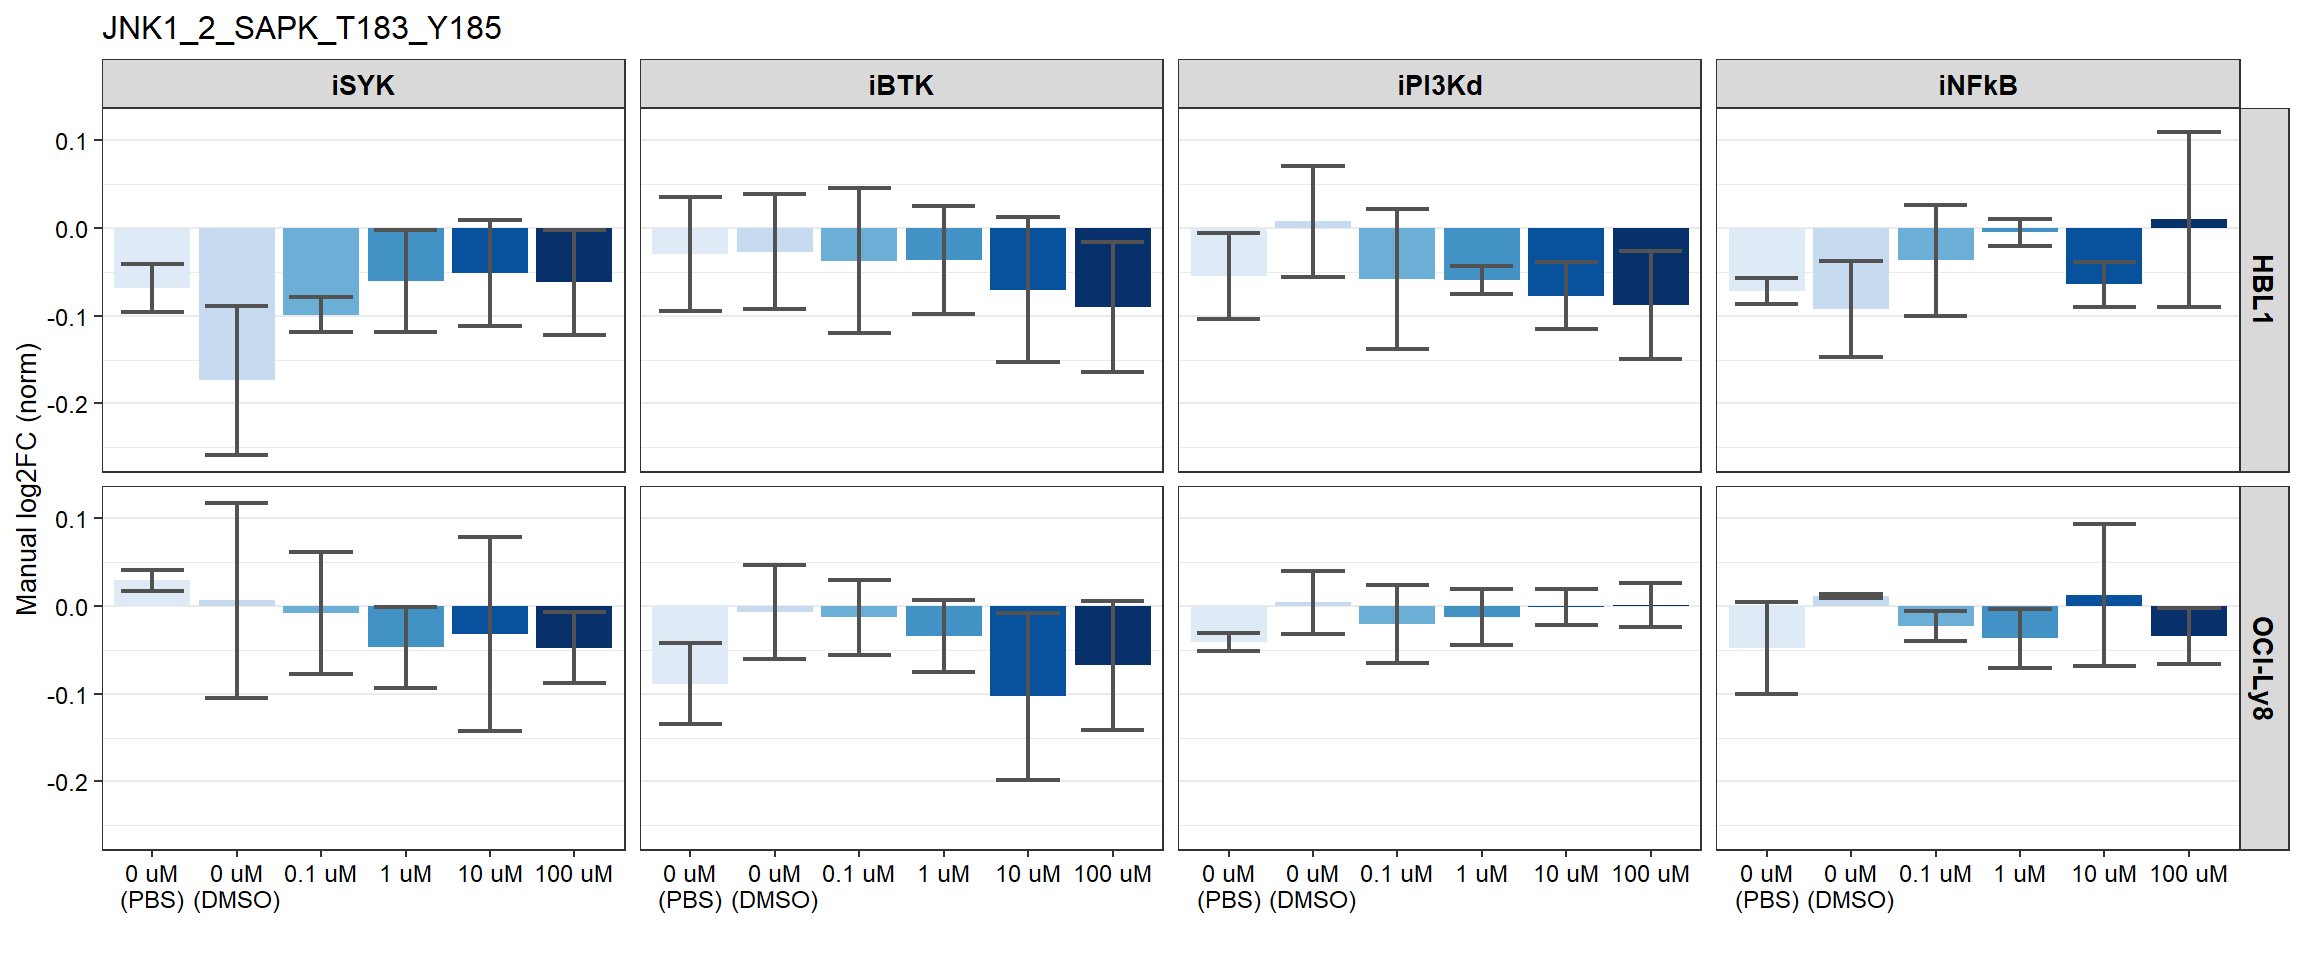 JNK1_2_SAPK_T183_Y185
iSYK iBTK iPI3Kd iNFkB
Manual log2FC (norm)
0.1
0.0
-0.1
-0.2
HBL1
0.1
0.0
-0.1
-0.2
OCI-Ly8
0 uM 0 uM 0.1 uM 1 uM 10 uM 100 uM 0 uM 0 uM 0.1 uM 1 uM 10 uM 100 uM 0 uM 0 uM 0.1 uM 1 uM 10 uM 100 uM 0 uM 0 uM 0.1 uM 1 uM 10 uM 100 uM
(PBS) (DMSO) (PBS) (DMSO) (PBS) (DMSO) (PBS) (DMSO)